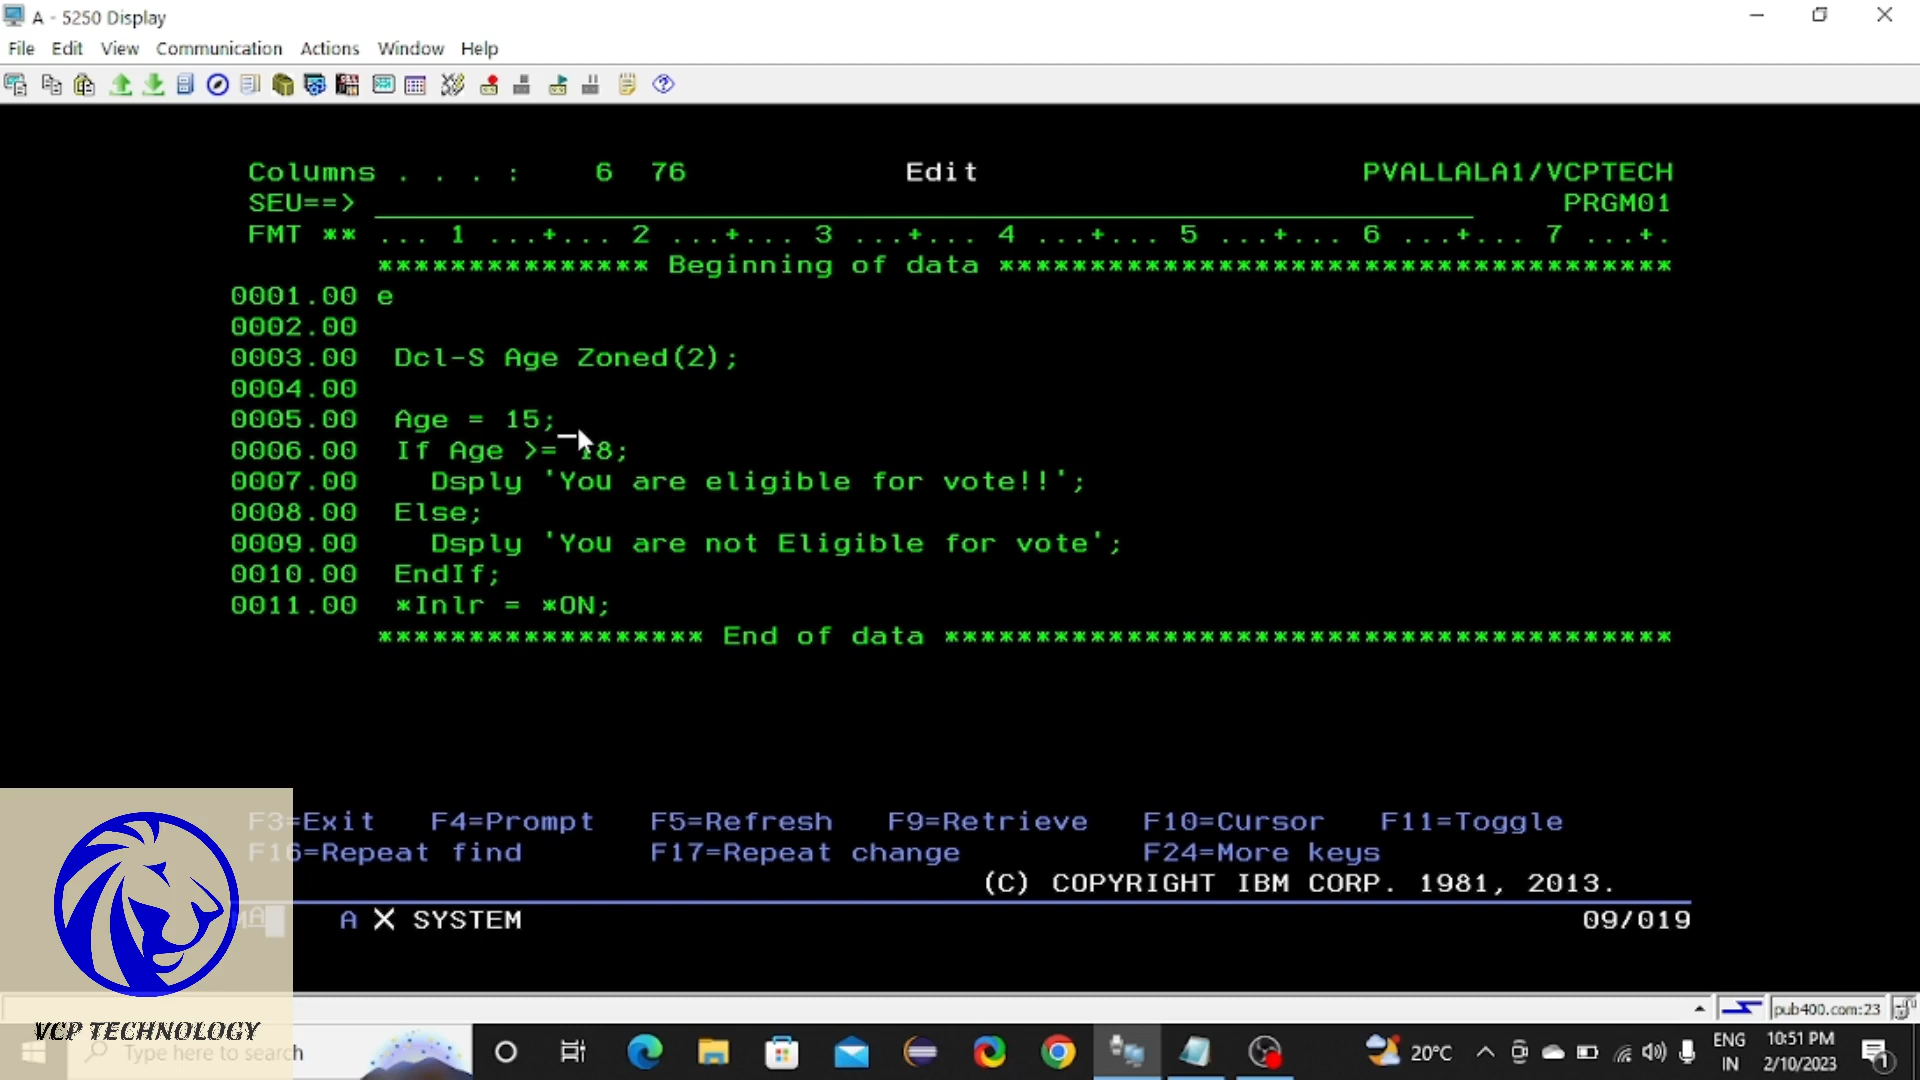 A - 5250 Display
File Edit View Communication Actions Window Help
Columns . . . : 6 76 Edit PVALLALA1/VCPTECH
SEU==> PRGM01
FMT ** ... 1 ...+... 2 ...+... 3 ...+... 4 ...+... 5 ...+... 6 ...+... 7 ...+.
*************** Beginning of data *************************************
0001.00 e
0002.00
0003.00 Dcl-S Age Zoned(2);
0004.00
0005.00 Age = 15;
0006.00 If Age >= 18;
0007.00 Dsply 'You are eligible for vote!!';
0008.00 Else;
0009.00 Dsply 'You are not Eligible for vote';
0010.00 EndIf;
0011.00 *Inlr = *ON;
****************** End of data ****************************************
F3=Exit F4=Prompt F5=Refresh F9=Retrieve F10=Cursor F11=Toggle
F16=Repeat find F17=Repeat change F24=More keys
(C) COPYRIGHT IBM CORP. 1981, 2013.
MA A X SYSTEM 09/019
pub400.com:23
VCP TECHNOLOGY
Type here to search
20°C
ENG
IN
10:51 PM
2/10/2023
1